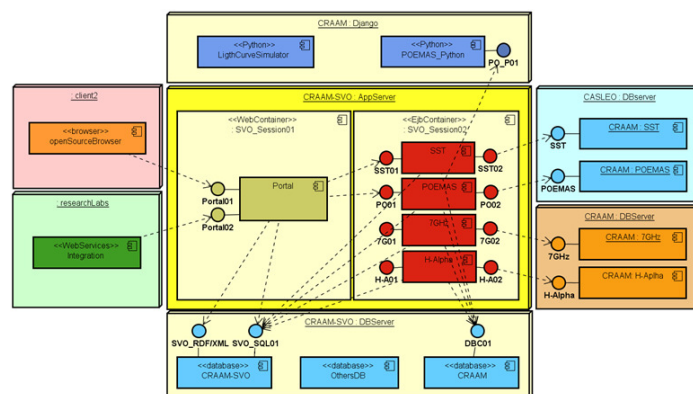 CRAAM : Django
<<Python>>
LigthCurveSimulator
<<Python>>
POEMAS_Python
PO_P01
: client2
<<browser>>
openSourceBrowser
: researchLabs
<<WebServices>>
Integration
CRAAM-SVO : AppServer
<<WebContainer>>
: SVO_Session01
Portal01
Portal02
Portal
<<EjbContainer>>
: SVO_Session02
SST01
SST
SST02
PO01
POEMAS
PO02
7G01
7GHz
7G02
H-A01
H-Alpha
H-A02
CASLEO : DBserver
SST
CRAAM : SST
POEMAS
CRAAM : POEMAS
CRAAM : DBServer
7GHz
CRAAM : 7GHz
H-Alpha
CRAAM: H-Aplha
CRAAM-SVO : DBServer
SVO_RDF/XML
SVO_SQL01
DBC01
<<database>>
CRAAM-SVO
<<database>>
OthersDB
<<database>>
CRAAM